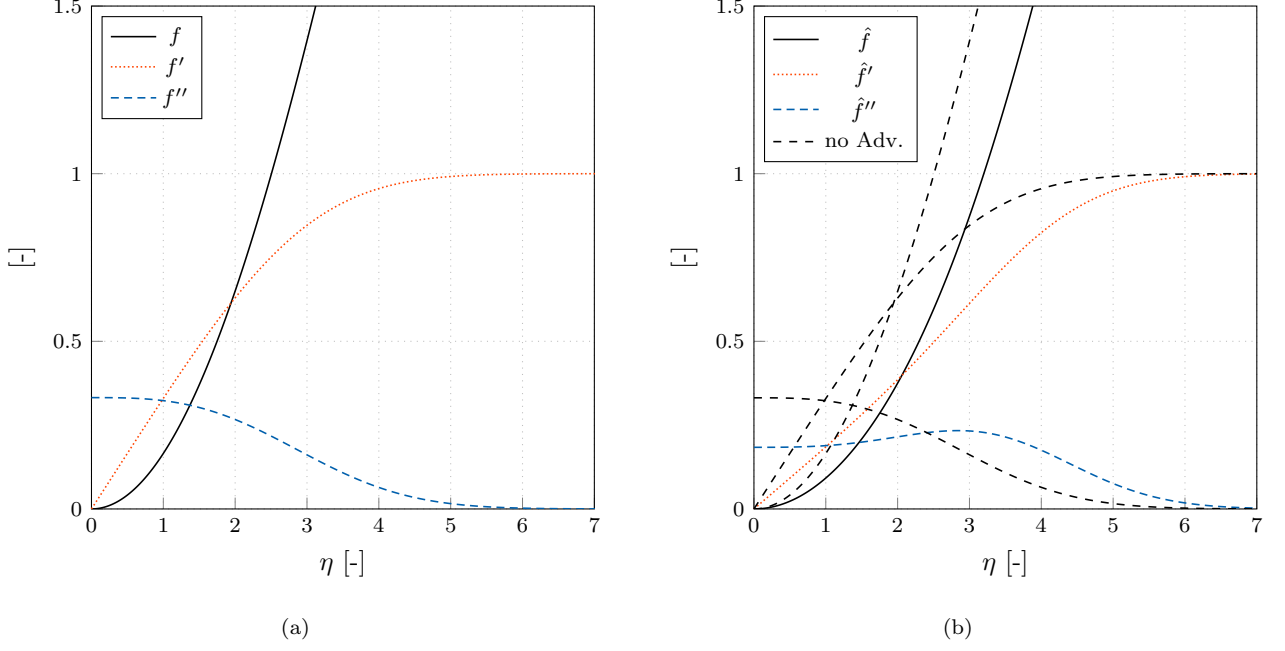 f
f′
f′′
1.5
1
0.5
0
[-]
0 1 2 3 4 5 6 7
η [-]
(a)
f̂
f̂′
f̂′′
no Adv.
1.5
1
0.5
0
[-]
0 1 2 3 4 5 6 7
η [-]
(b)